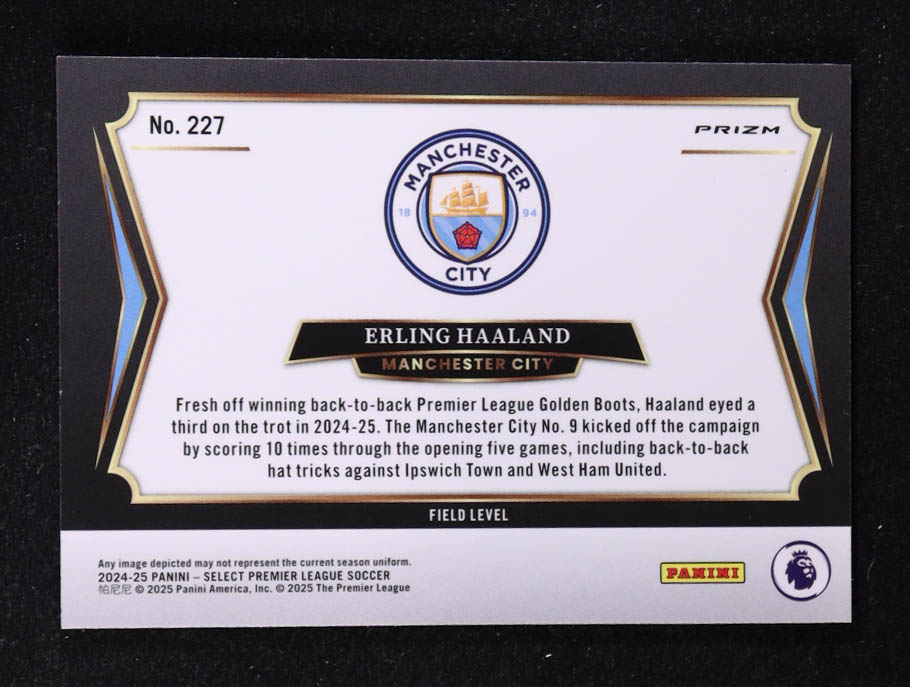 No. 227
PRIZM
MANCHESTER
18 94
CITY
ERLING HAALAND
MANCHESTER CITY
Fresh off winning back-to-back Premier League Golden Boots, Haaland eyed a
third on the trot in 2024-25. The Manchester City No. 9 kicked off the campaign
by scoring 10 times through the opening five games, including back-to-back
hat tricks against Ipswich Town and West Ham United.
FIELD LEVEL
Any image depicted may not represent the current season uniform.
2024-25 PANINI – SELECT PREMIER LEAGUE SOCCER
帕尼尼 © 2025 Panini America, Inc. © 2025 The Premier League
PANINI